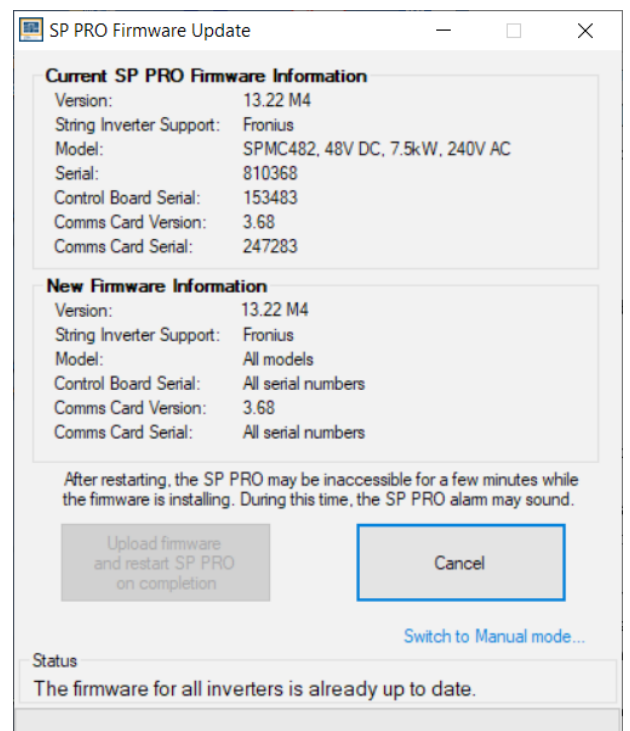 SP PRO Firmware Update
Current SP PRO Firmware Information
Version: 13.22 M4
String Inverter Support: Fronius
Model: SPMC482, 48V DC, 7.5kW, 240V AC
Serial: 810368
Control Board Serial: 153483
Comms Card Version: 3.68
Comms Card Serial: 247283
New Firmware Information
Version: 13.22 M4
String Inverter Support: Fronius
Model: All models
Control Board Serial: All serial numbers
Comms Card Version: 3.68
Comms Card Serial: All serial numbers
After restarting, the SP PRO may be inaccessible for a few minutes while
the firmware is installing. During this time, the SP PRO alarm may sound.
Upload firmware
and restart SP PRO
on completion
Cancel
Switch to Manual mode...
Status
The firmware for all inverters is already up to date.